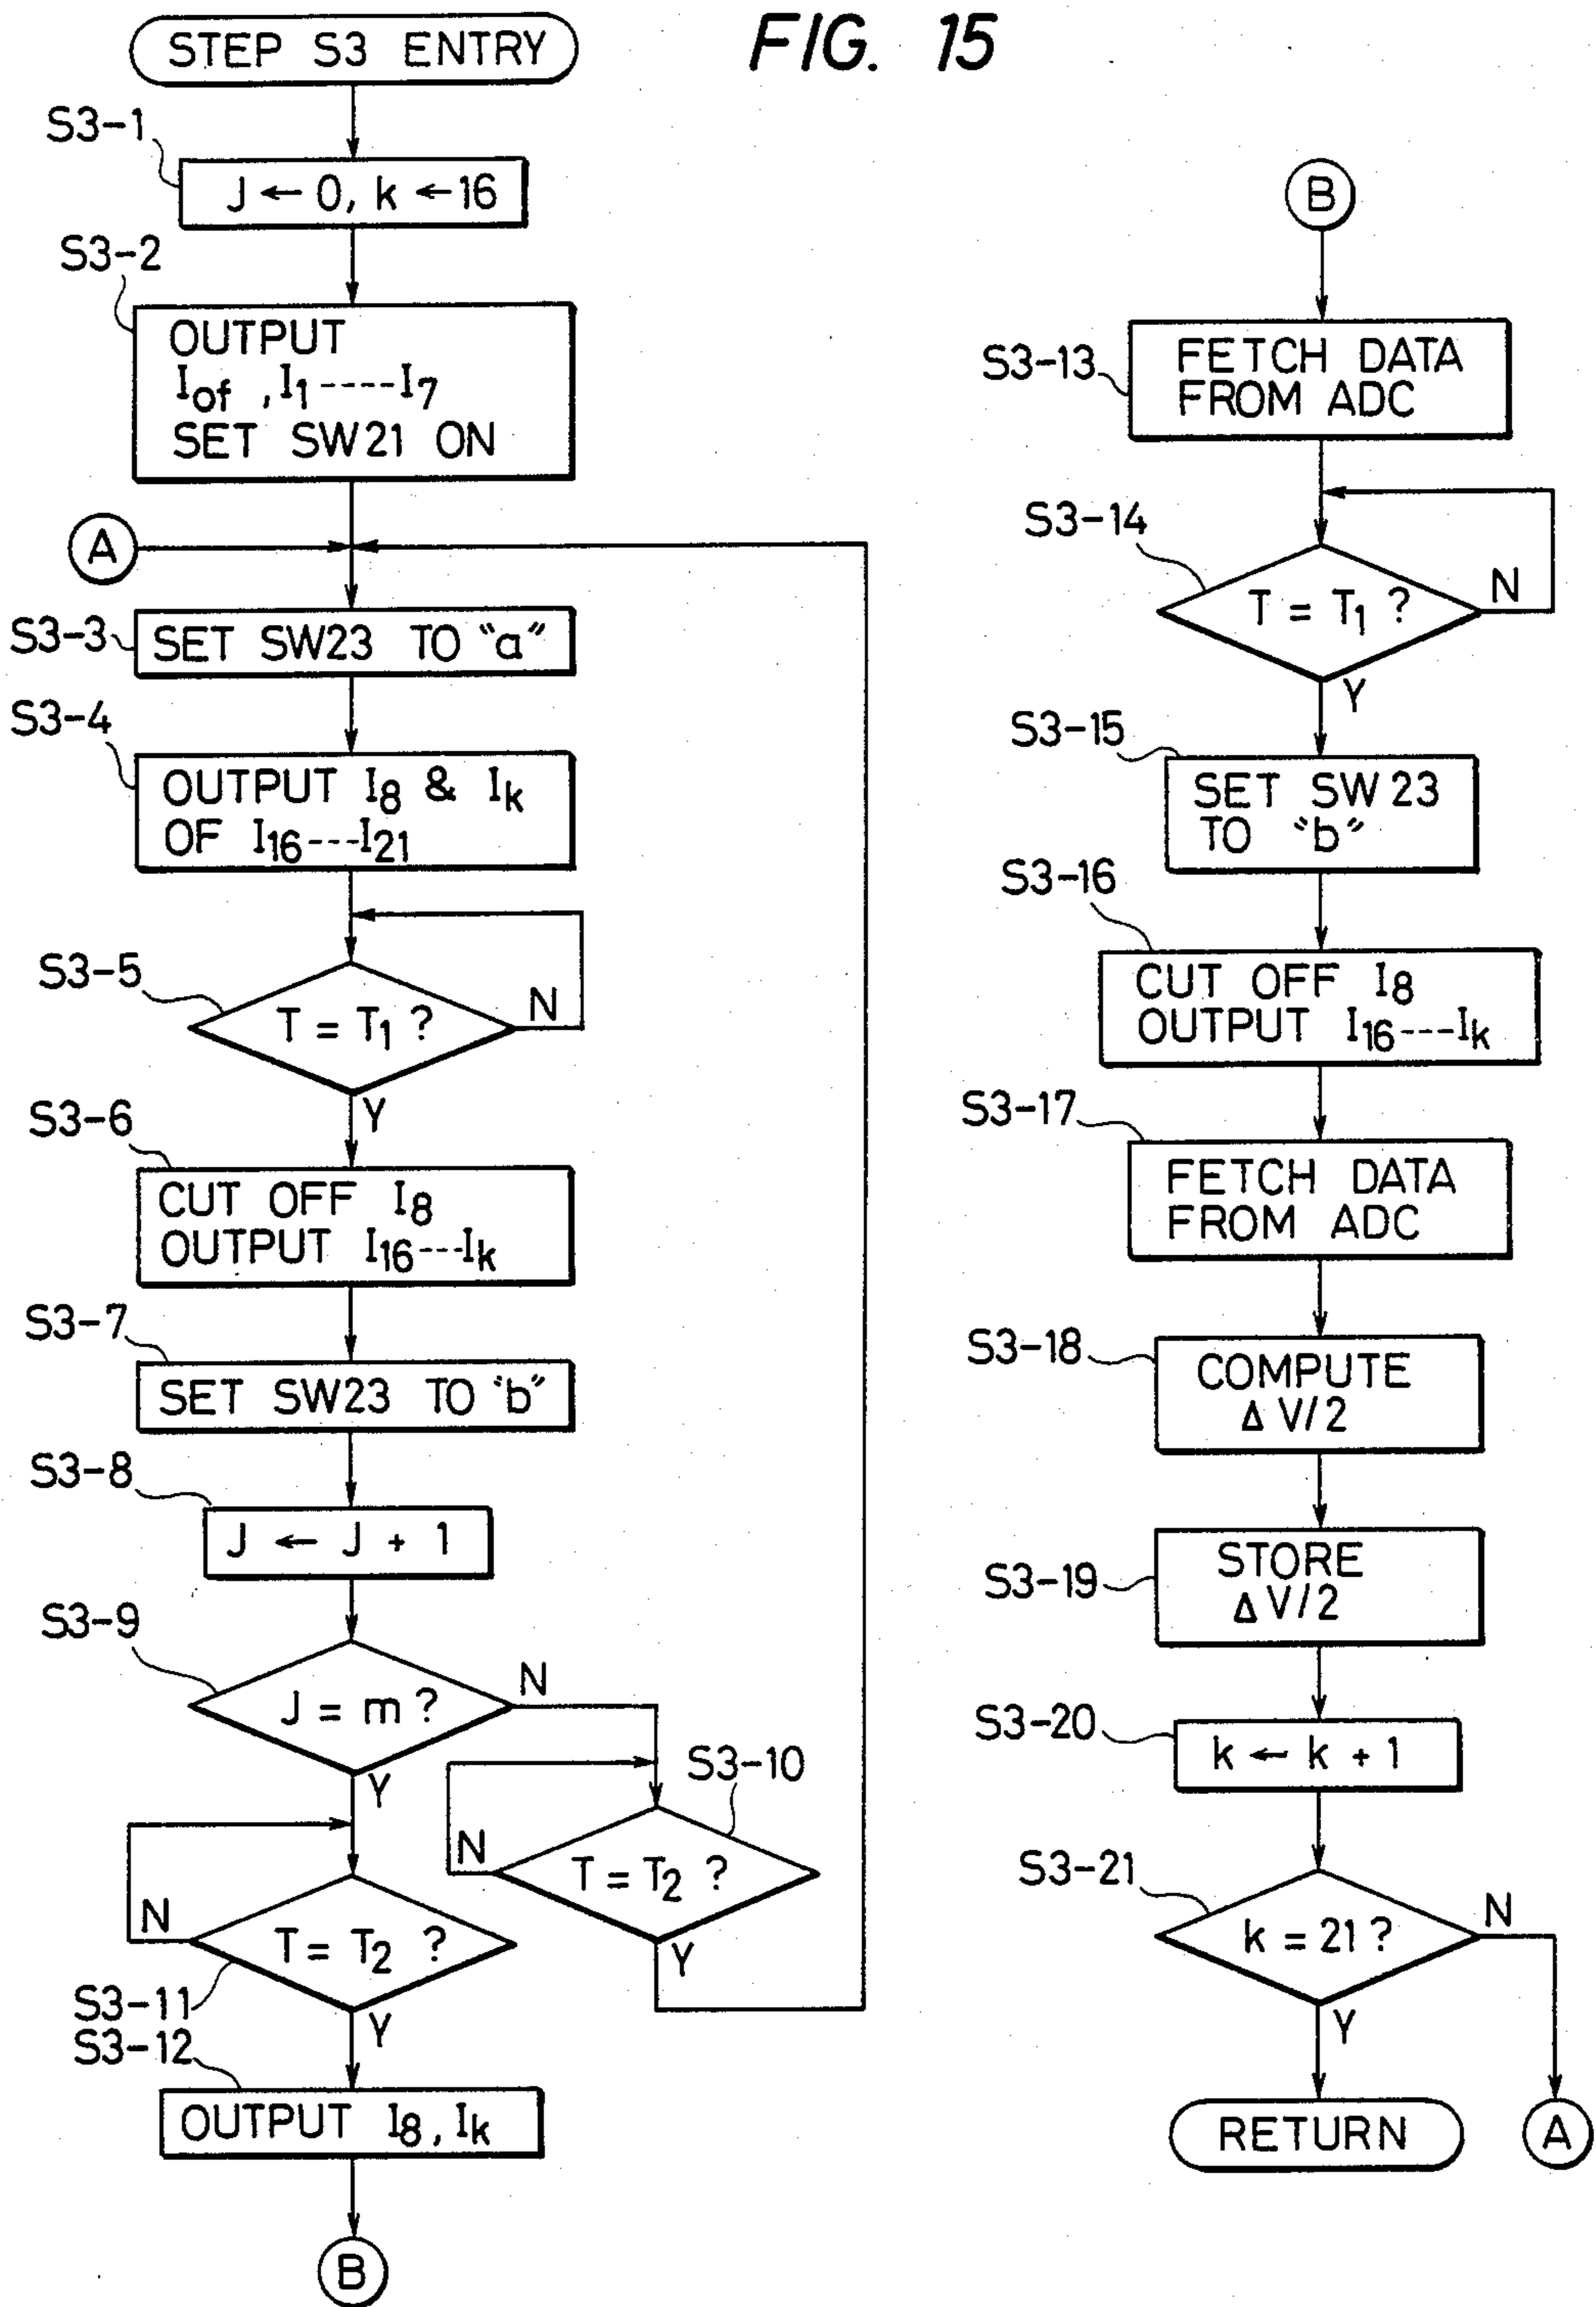 FIG. 15
STEP S3 ENTRY
S3-1
J ← 0, k ← 16
S3-2
OUTPUT
Iof , I1 ---- I7
SET SW21 ON
A
S3-3
SET SW23 TO "a"
S3-4
OUTPUT I8 & Ik
OF I16---I21
S3-5
T = T1 ?
N
Y
S3-6
CUT OFF I8
OUTPUT I16---Ik
S3-7
SET SW23 TO "b"
S3-8
J ← J + 1
S3-9
J = m ?
N
Y
S3-10
T = T2 ?
N
Y
S3-11
T = T2 ?
N
Y
S3-12
OUTPUT I8, Ik
B
B
S3-13
FETCH DATA
FROM ADC
S3-14
T = T1 ?
N
Y
S3-15
SET SW23
TO "b"
S3-16
CUT OFF I8
OUTPUT I16---Ik
S3-17
FETCH DATA
FROM ADC
S3-18
COMPUTE
Δ V/2
S3-19
STORE
Δ V/2
S3-20
k ← k + 1
S3-21
k = 21 ?
N
Y
RETURN
A